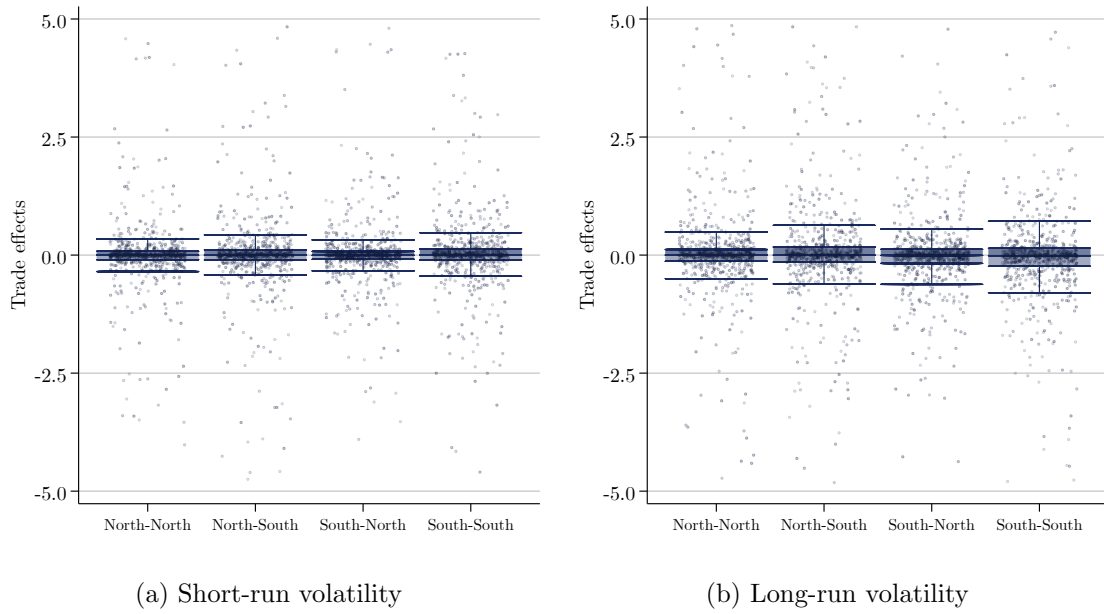 Trade effects
5.0
2.5
0.0
-2.5
-5.0
North-North North-South South-North South-South
(a) Short-run volatility
Trade effects
5.0
2.5
0.0
-2.5
-5.0
North-North North-South South-North South-South
(b) Long-run volatility